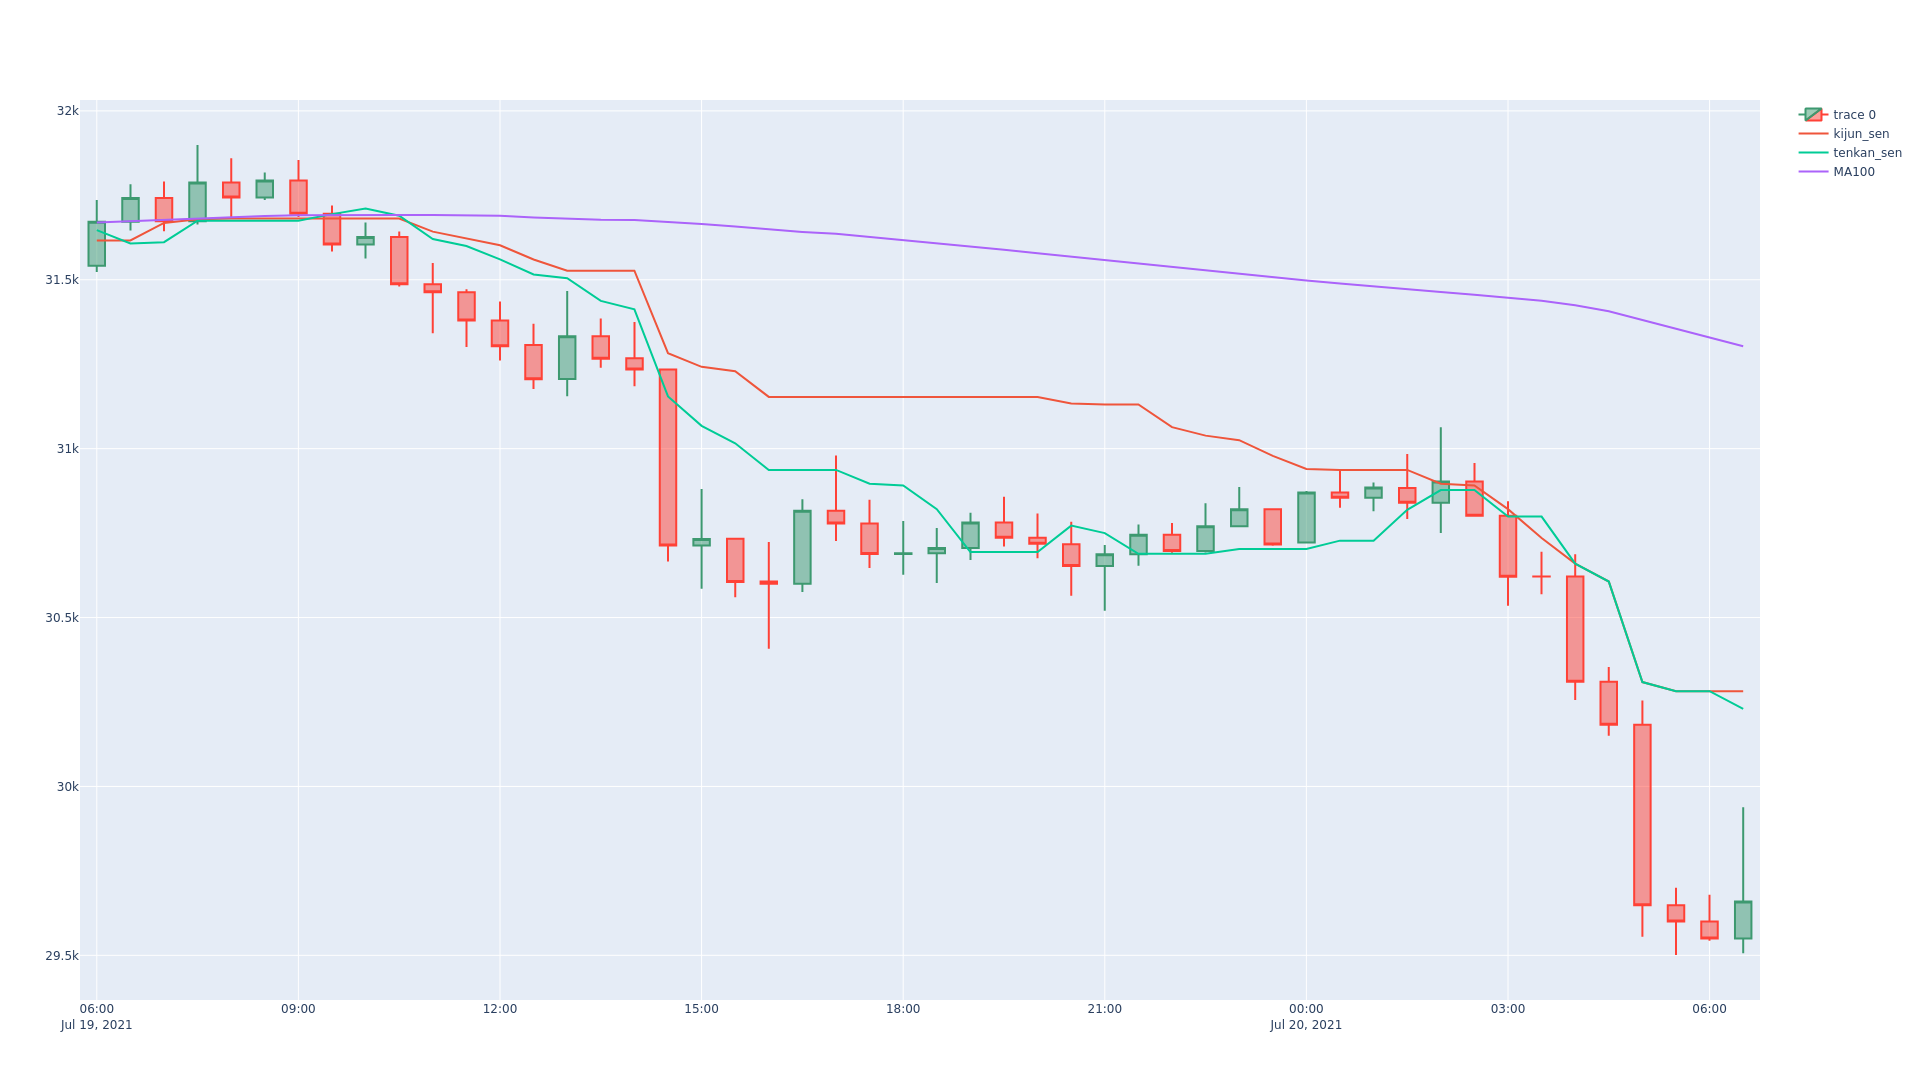 32k
31.5k
31k
30.5k
30k
29.5k
06:00
Jul 19, 2021
09:00
12:00
15:00
18:00
21:00
00:00
Jul 20, 2021
03:00
06:00
trace 0
kijun_sen
tenkan_sen
MA100